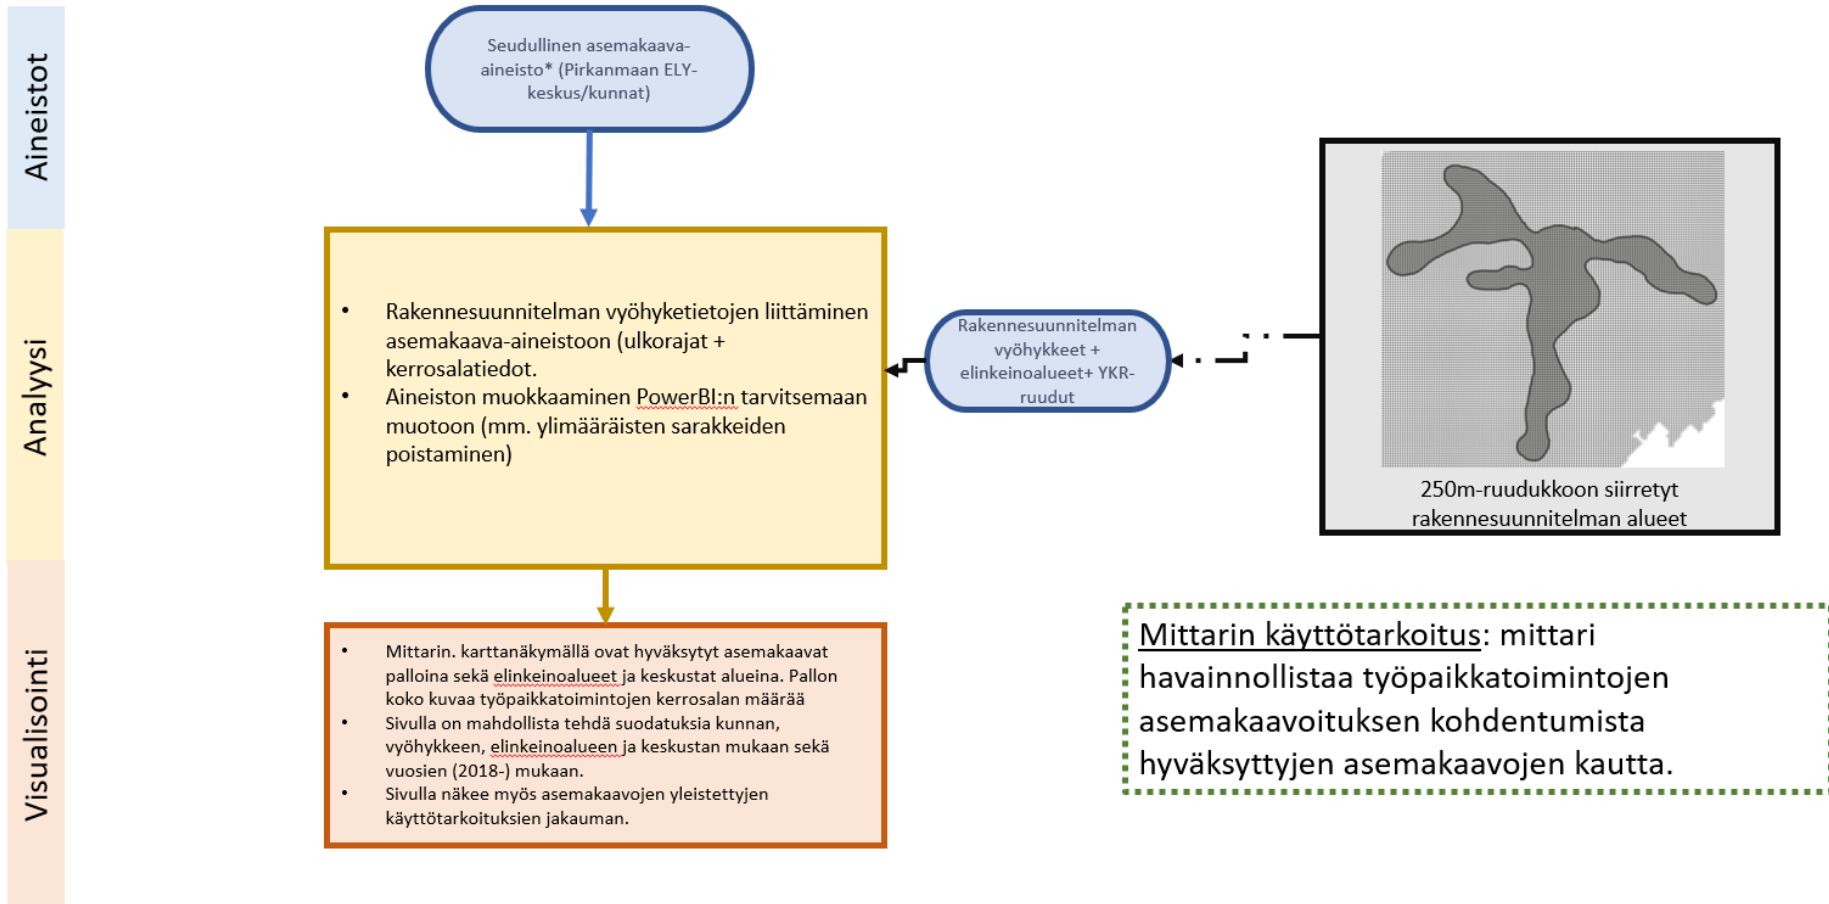 Aineistot
Seudullinen asemakaava-
aineisto* (Pirkanmaan ELY-
keskus/kunnat)
Analyysi
• Rakennesuunnitelman vyöhyketietojen liittäminen
asemakaava-aineistoon (ulkorajat +
kerrosalatiedot.
• Aineiston muokkaaminen PowerBI:n tarvitsemaan
muotoon (mm. ylimääräisten sarakkeiden
poistaminen)
Rakennesuunnitelman
vyöhykkeet +
elinkeinoalueet+ YKR-
ruudut
250m-ruudukkoon siirretyt
rakennesuunnitelman alueet
Visualisointi
• Mittarin. karttanäkymällä ovat hyväksytyt asemakaavat
palloina sekä elinkeinoalueet ja keskustat alueina. Pallon
koko kuvaa työpaikkatoimintojen kerrosalan määrää
• Sivulla on mahdollista tehdä suodatuksia kunnan,
vyöhykkeen, elinkeinoalueen ja keskustan mukaan sekä
vuosien (2018-) mukaan.
• Sivulla näkee myös asemakaavojen yleistettyjen
käyttötarkoituksien jakauman.
Mittarin käyttötarkoitus: mittari
havainnollistaa työpaikkatoimintojen
asemakaavoituksen kohdentumista
hyväksyttyjen asemakaavojen kautta.